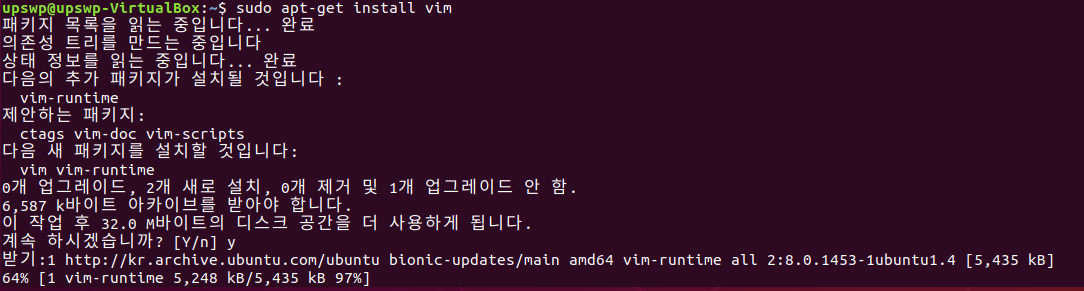 upswp@upswp-VirtualBox:~$ sudo apt-get install vim
패키지 목록을 읽는 중입니다... 완료
의존성 트리를 만드는 중입니다
상태 정보를 읽는 중입니다... 완료
다음의 추가 패키지가 설치될 것입니다 :
  vim-runtime
제안하는 패키지:
  ctags vim-doc vim-scripts
다음 새 패키지를 설치할 것입니다:
  vim vim-runtime
0개 업그레이드, 2개 새로 설치, 0개 제거 및 1개 업그레이드 안 함.
6,587 k바이트 아카이브를 받아야 합니다.
이 작업 후 32.0 M바이트의 디스크 공간을 더 사용하게 됩니다.
계속 하시겠습니까? [Y/n] y
받기:1 http://kr.archive.ubuntu.com/ubuntu bionic-updates/main amd64 vim-runtime all 2:8.0.1453-1ubuntu1.4 [5,435 kB]
64% [1 vim-runtime 5,248 kB/5,435 kB 97%]